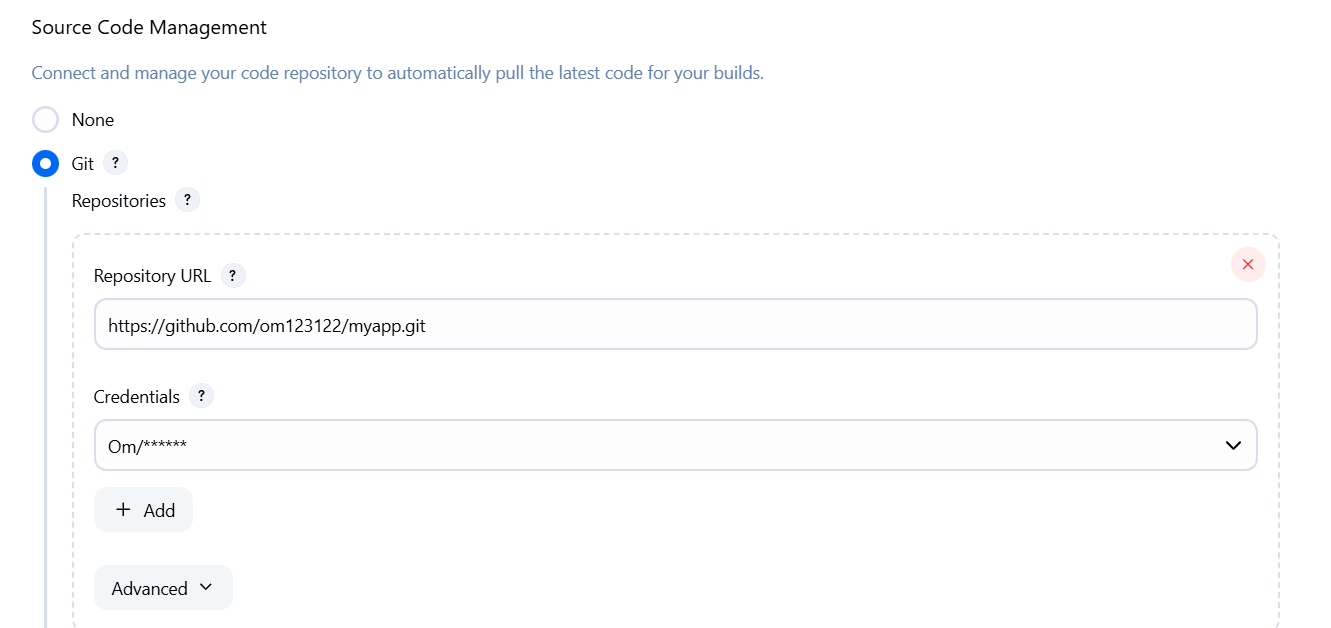 Source Code Management
Connect and manage your code repository to automatically pull the latest code for your builds.
None
Git ?
Repositories ?
Repository URL ?
https://github.com/om123122/myapp.git
Credentials ?
Om/******
+ Add
Advanced